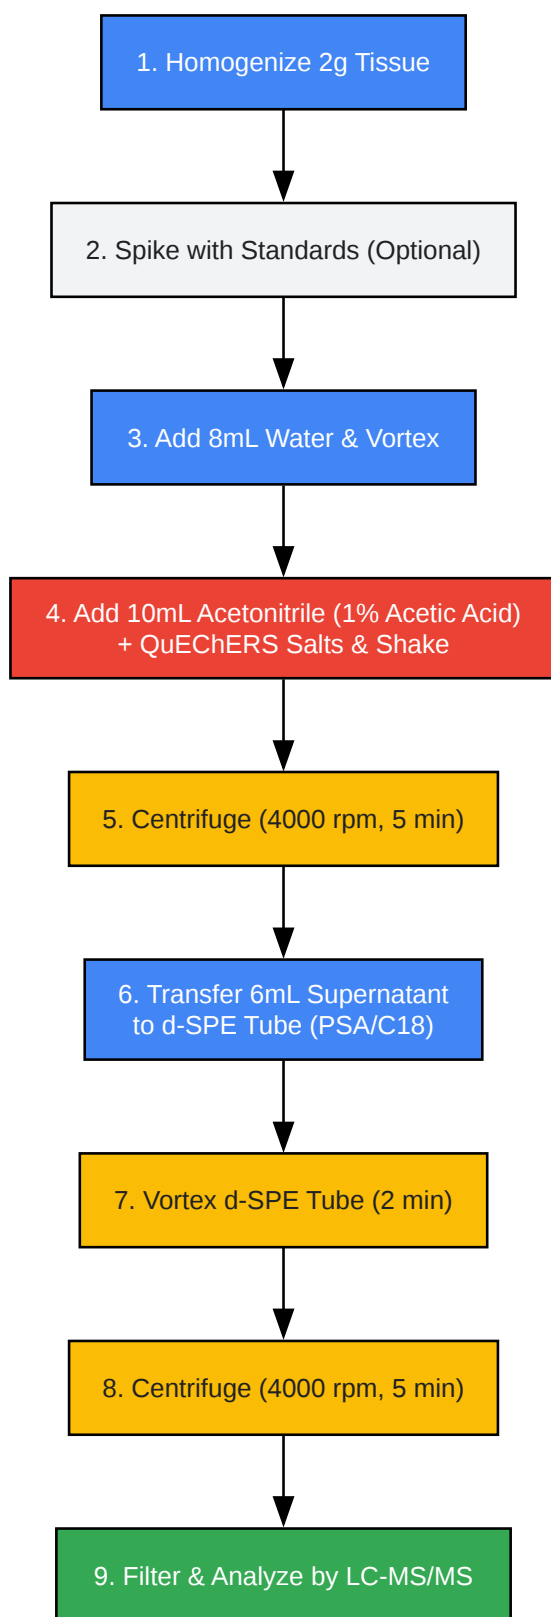 1. Homogenize 2g Tissue
2. Spike with Standards (Optional)
3. Add 8mL Water & Vortex
4. Add 10mL Acetonitrile (1% Acetic Acid)
+ QuEChERS Salts & Shake
5. Centrifuge (4000 rpm, 5 min)
6. Transfer 6mL Supernatant
to d-SPE Tube (PSA/C18)
7. Vortex d-SPE Tube (2 min)
8. Centrifuge (4000 rpm, 5 min)
9. Filter & Analyze by LC-MS/MS